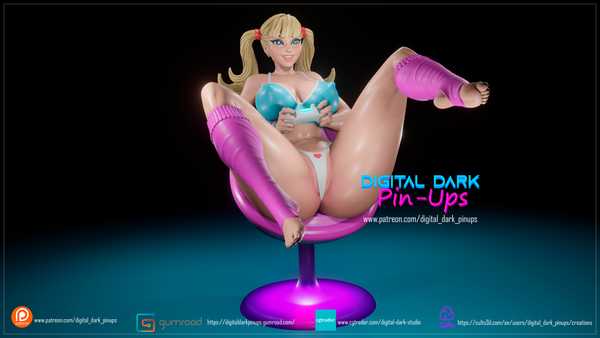 DIGITAL DARK
Pin-Ups
www.patreon.com/digital_dark_pinups
www.patreon.com/digital_dark_pinups
gumroad
https://digitaldarkpinups.gumroad.com/
cgtrader
www.cgtrader.com/digital-dark-studio
https://cults3d.com/en/users/digital_dark_pinups/creations